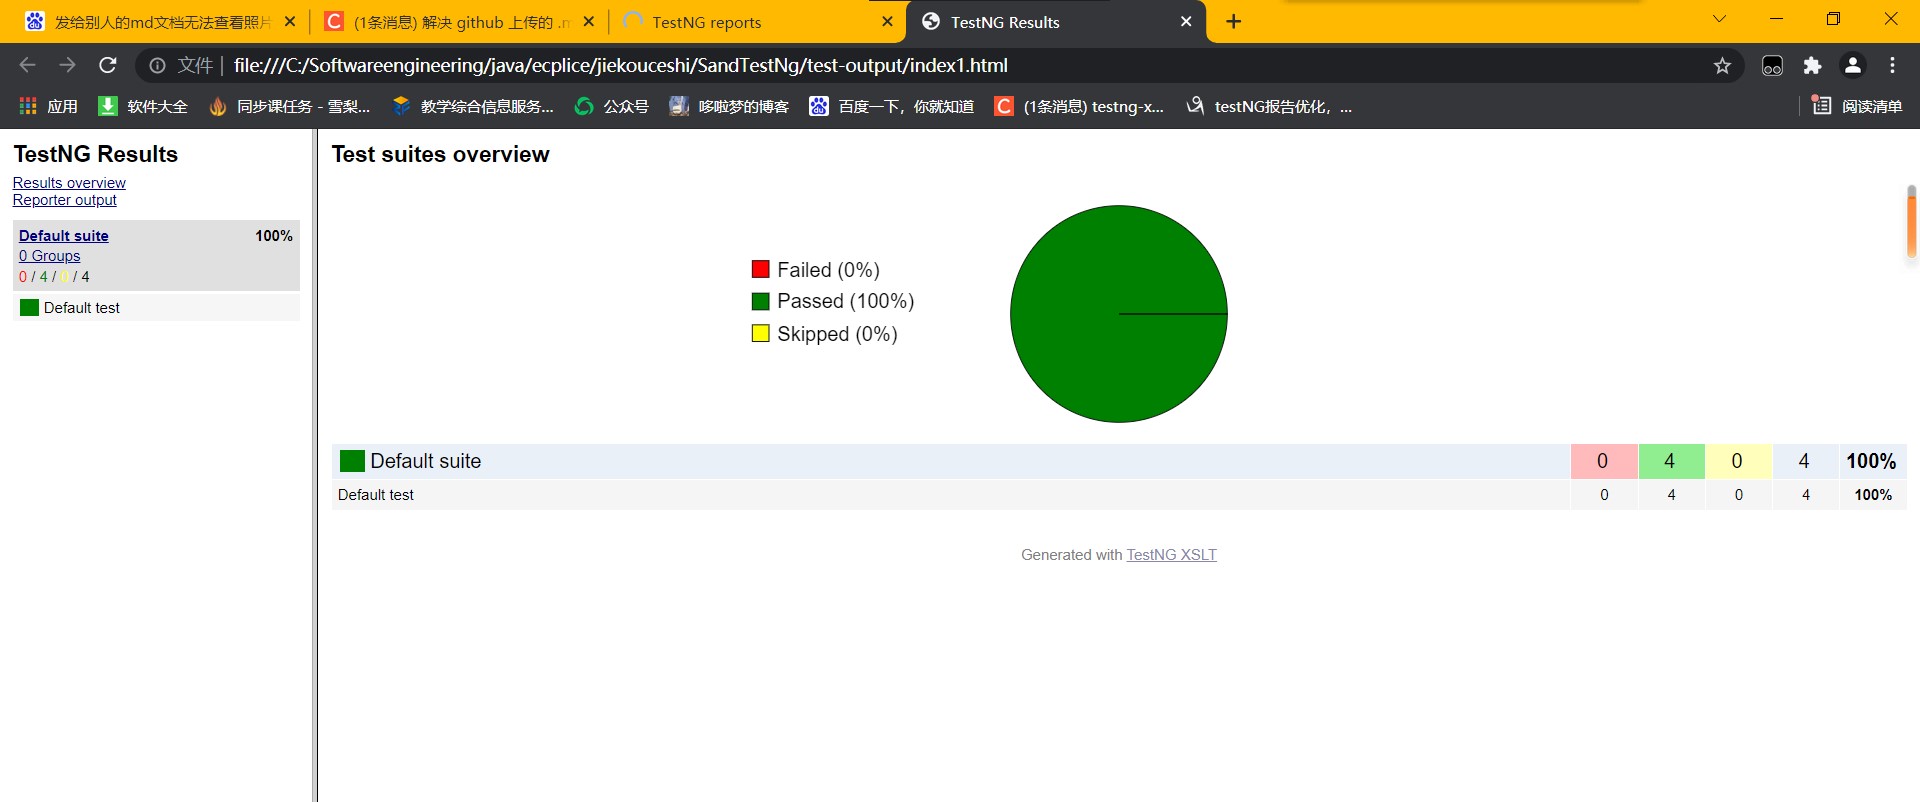 发给别人的md文档无法查看照片
(1条消息) 解决 github 上传的 .m
TestNG reports
TestNG Results
文件 | file:///C:/Softwareengineering/java/ecplice/jiekouceshi/SandTestNg/test-output/index1.html
应用 软件大全 同步课任务 - 雪梨... 教学综合信息服务... 公众号 哆啦梦的博客 百度一下，你就知道 (1条消息) testng-x... testNG报告优化，... 阅读清单
TestNG Results
Results overview
Reporter output
Default suite 100%
0 Groups
0 / 4 / 0 / 4
Default test
Test suites overview
Failed (0%)
Passed (100%)
Skipped (0%)
Default suite 0 4 0 4 100%
Default test 0 4 0 4 100%
Generated with TestNG XSLT